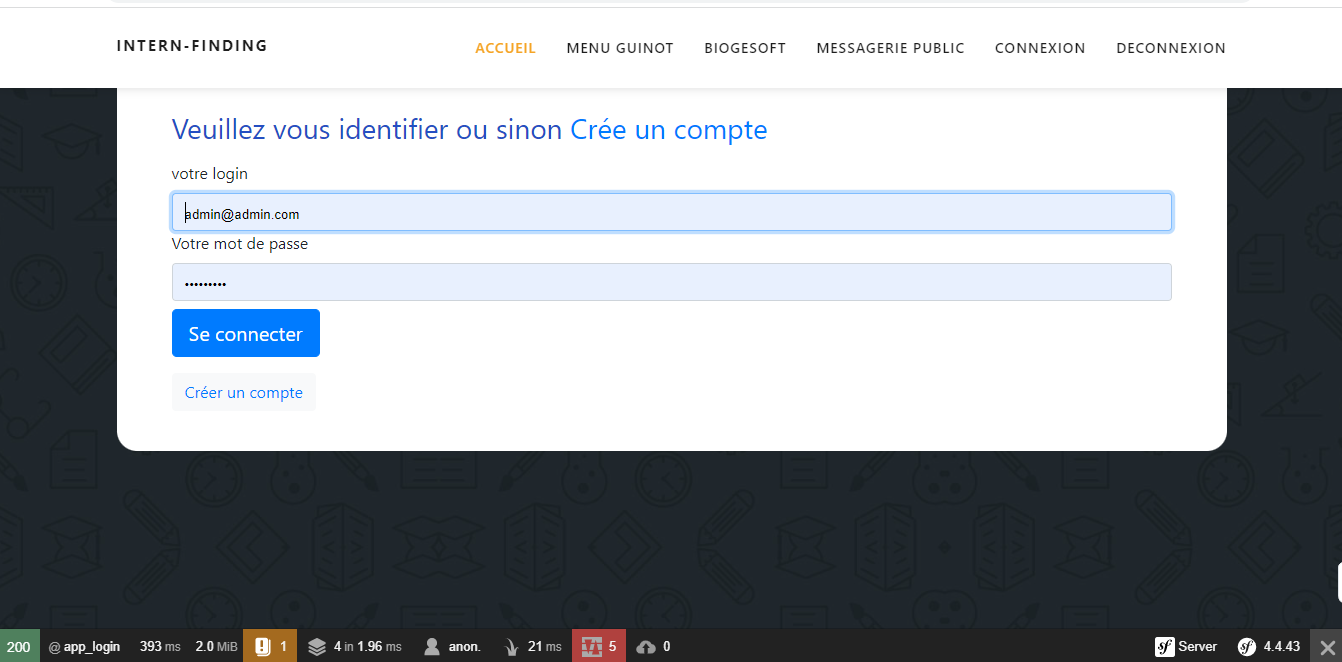 INTERN-FINDING
ACCUEIL MENU GUINOT BIOGESOFT MESSAGERIE PUBLIC CONNEXION DECONNEXION
Veuillez vous identifier ou sinon Crée un compte
votre login
admin@admin.com
Votre mot de passe
•••••••••
Se connecter
Créer un compte
200 @ app_login 393 ms 2.0 MiB 1 4 in 1.96 ms anon. 21 ms 5 0 sf Server sf 4.4.43